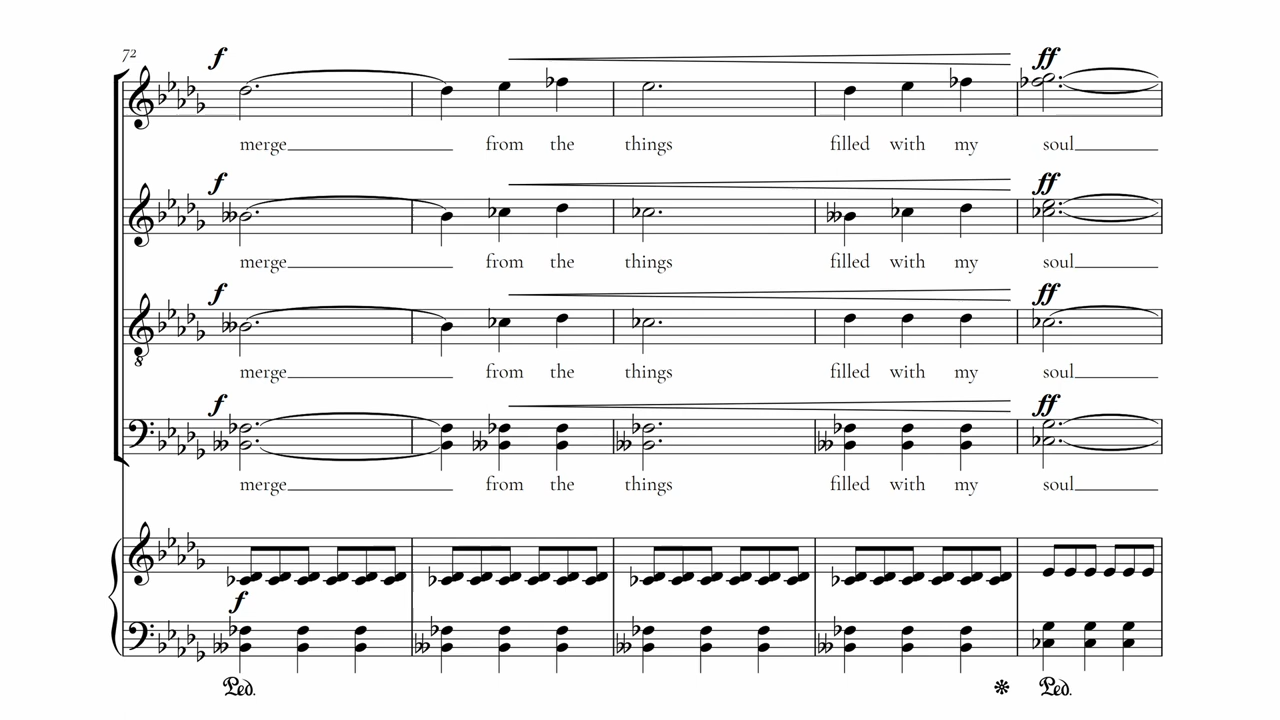 72
f
ff
merge from the things filled with my soul
f
ff
merge from the things filled with my soul
f
ff
8
merge from the things filled with my soul
f
ff
merge from the things filled with my soul
f
Ped. Ped.